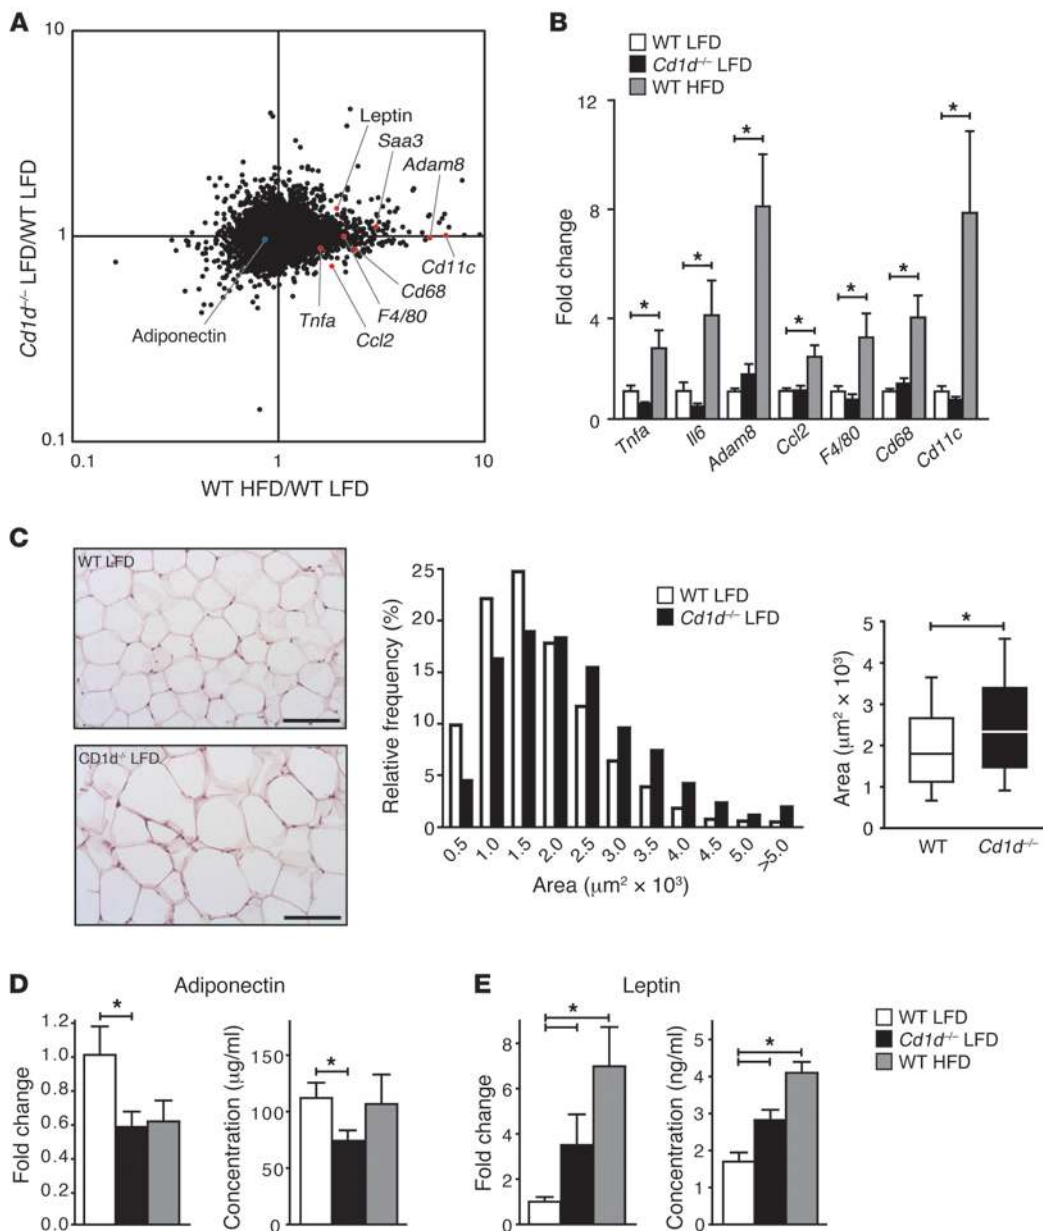 A
10
Cd1d–/– LFD/WT LFD
1
0.1
Leptin
Saa3
Adam8
Cd11c
Cd68
F4/80
Ccl2
Tnfa
Adiponectin
0.1 1 10
WT HFD/WT LFD
B
WT LFD
Cd1d–/– LFD
WT HFD
Fold change
12
8
4
0
* * * * * * *
Tnfa Il6 Adam8 Ccl2 F4/80 Cd68 Cd11c
C
WT LFD
CD1d-/- LFD
Relative frequency (%)
25
20
15
10
5
0
WT LFD
Cd1d–/– LFD
0.5 1.0 1.5 2.0 2.5 3.0 3.5 4.0 4.5 5.0 >5.0
Area (μm² × 10³)
Area (μm² × 10³)
5
4
3
2
1
0
*
WT Cd1d–/–
D
Adiponectin
Fold change
1.2
1.0
0.8
0.6
0.4
0.2
0.0
*
Concentration (μg/ml)
150
100
50
0
*
E
Leptin
Fold change
8
6
4
2
0
*
Concentration (ng/ml)
5
4
3
2
1
0
*
WT LFD
Cd1d–/– LFD
WT HFD